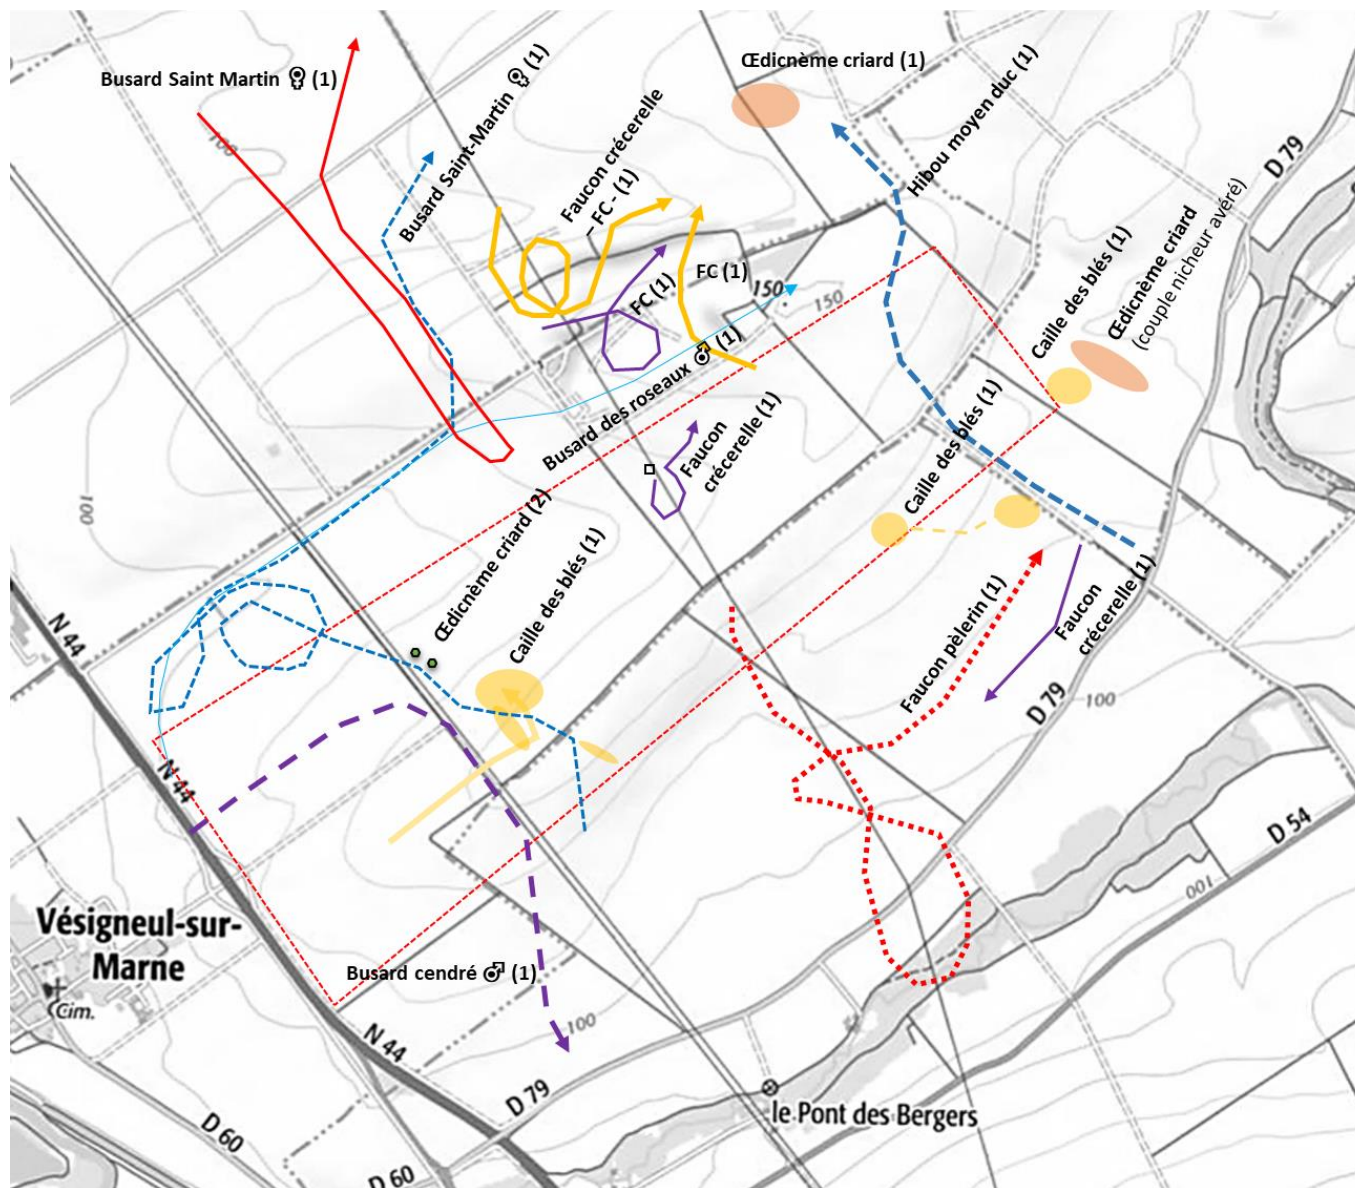 Busard Saint Martin (1)
Busard Saint-Martin (1)
Faucon crécerelle
– FC - (1)
Œdicnème criard (1)
Hibou moyen duc (1)
D 79
100
FC (1)
FC (1)
150
150
Busard des roseaux (1)
Caille des blés (1)
Œdicnème criard
(couple nicheur avéré)
Faucon
crécerelle (1)
Caille des blés (1)
100
Œdicnème criard (2)
Caille des blés (1)
N 44
Faucon pèlerin (1)
Faucon
crécerelle (1)
D 79
100
N 44
D 54
100
Vésigneul-sur-
Marne
Cim.
Busard cendré (1)
N 44
100
D 79
le Pont des Bergers
D 60
D 60